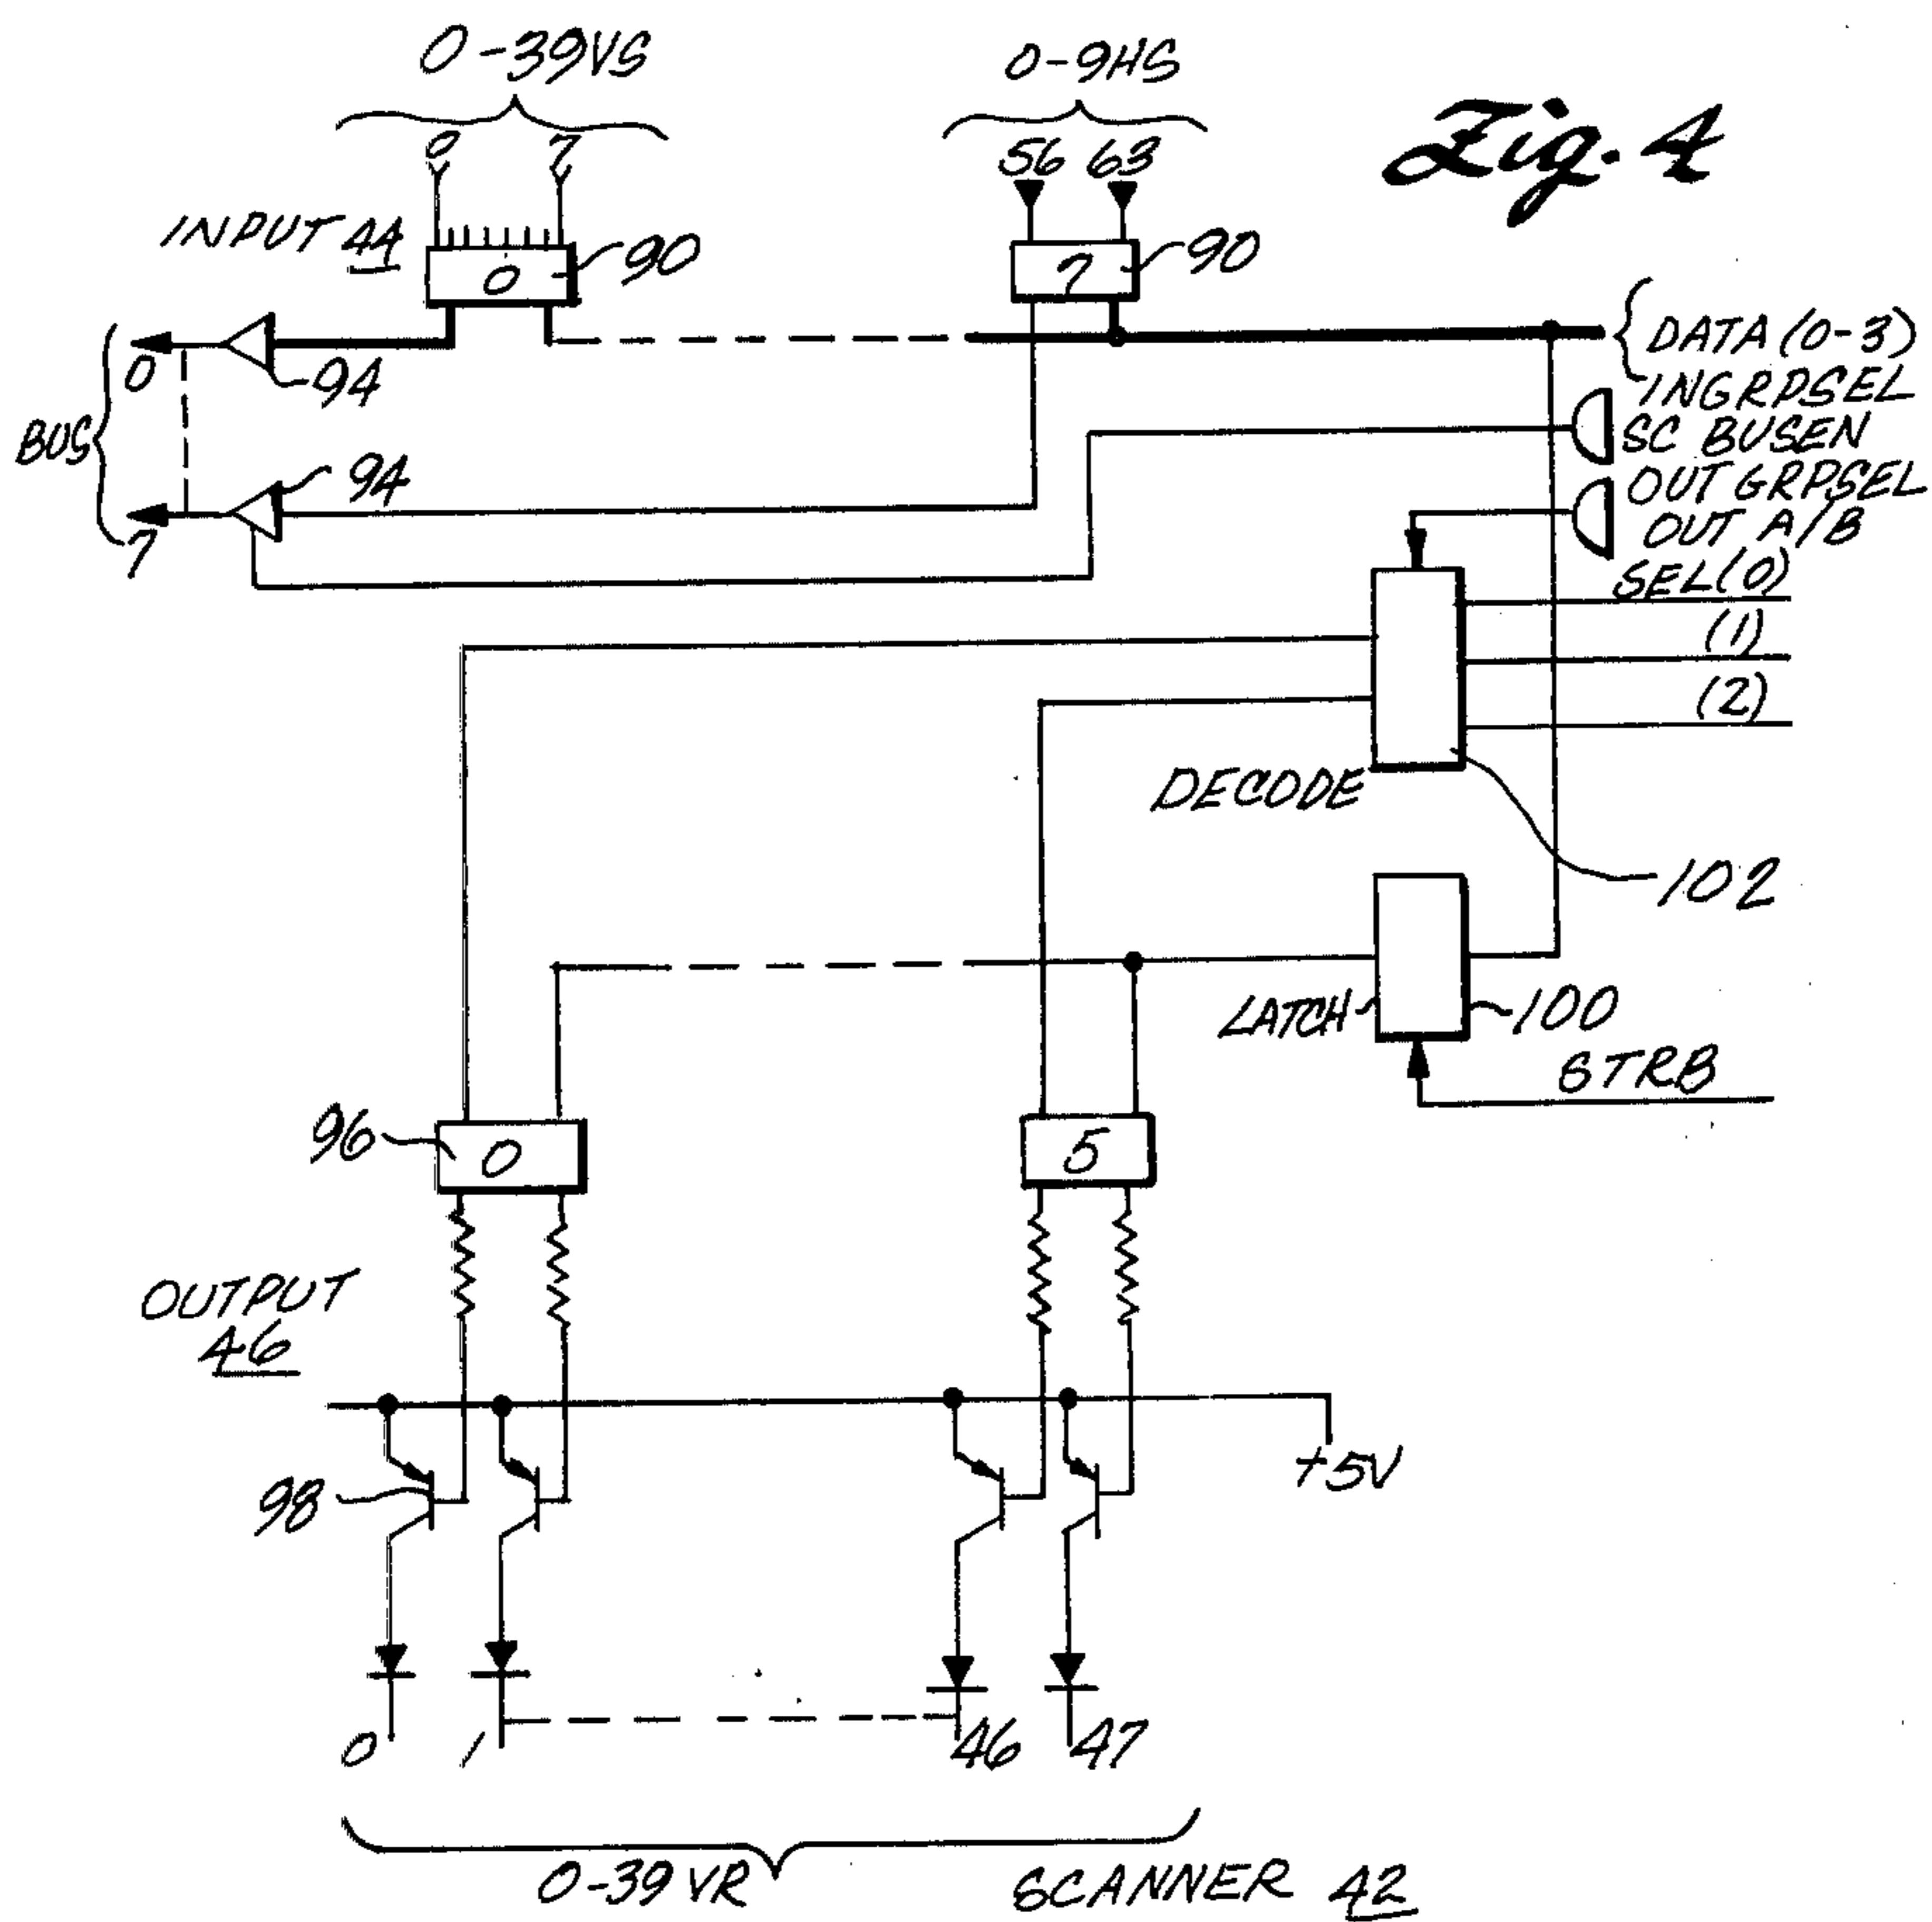 0-39VS
0-9HS
Fig. 4
0 7
56 63
INPUT 44
0
90
7
90
DATA (0-3)
INGRPSEL
0
94
BUS
SC BUSEN
94
OUT GRPSEL
7
OUT A/B
SEL(0)
(1)
(2)
DECODE
102
LATCH
100
STRB
96
0
5
OUTPUT
46
98
+5V
0
1
46
47
0-39 VR
SCANNER 42